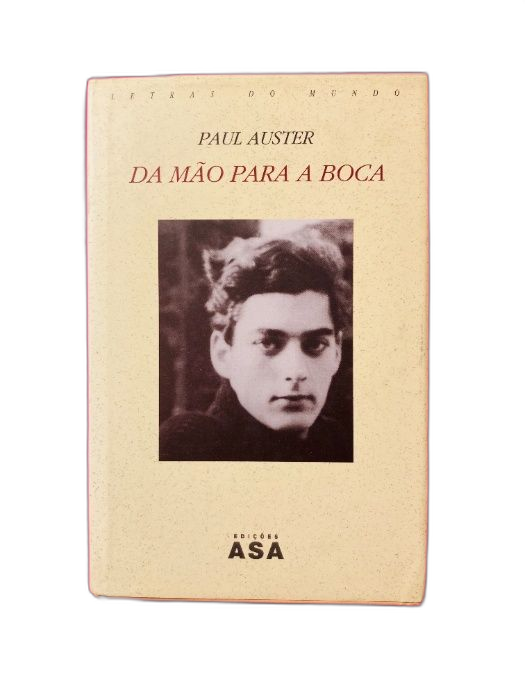 LETRAS DO MUNDO
PAUL AUSTER
DA MÃO PARA A BOCA
EDIÇÕES
ASA